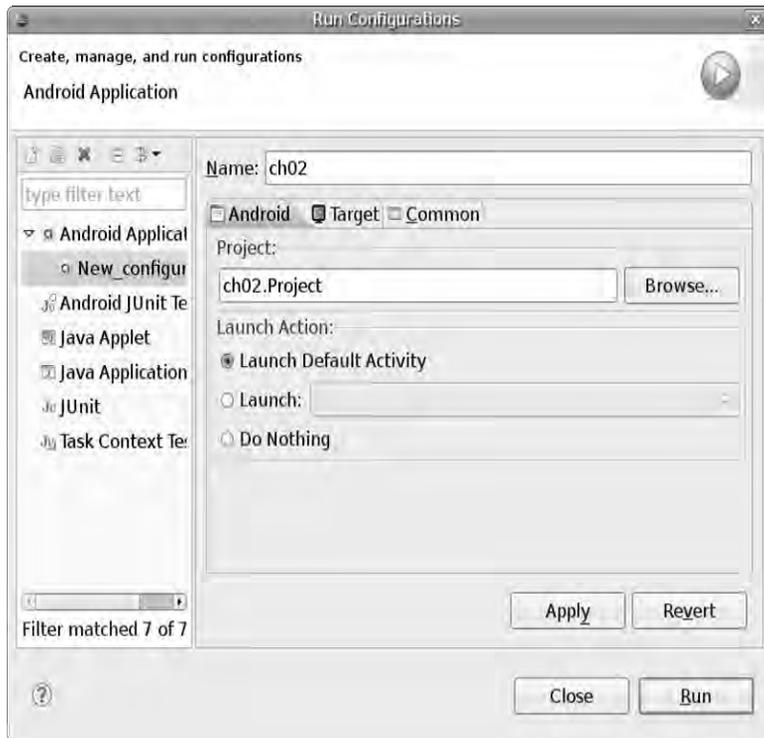 Run Configurations
Create, manage, and run configurations
Android Application
type filter text
Android Applicat
New_configur
Android JUnit Te
Java Applet
Java Application
JUnit
Task Context Te
Filter matched 7 of 7
Name: ch02
Android Target Common
Project:
ch02.Project Browse...
Launch Action:
Launch Default Activity
Launch:
Do Nothing
Apply Revert
Close Run